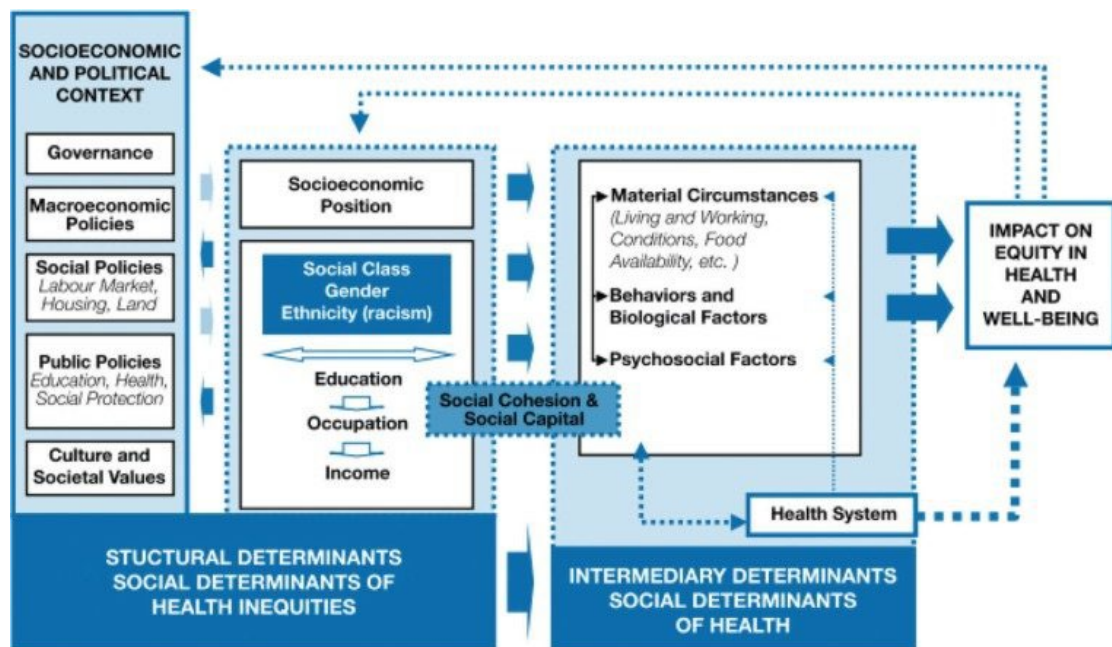 SOCIOECONOMIC
AND POLITICAL
CONTEXT
Governance
Macroeconomic
Policies
Social Policies
Labour Market,
Housing, Land
Public Policies
Education, Health,
Social Protection
Culture and
Societal Values
Socioeconomic
Position
Social Class
Gender
Ethnicity (racism)
Education
Occupation
Income
Social Cohesion &
Social Capital
Material Circumstances
(Living and Working,
Conditions, Food
Availability, etc. )
Behaviors and
Biological Factors
Psychosocial Factors
Health System
IMPACT ON
EQUITY IN
HEALTH
AND
WELL-BEING
STUCTURAL DETERMINANTS
SOCIAL DETERMINANTS OF
HEALTH INEQUITIES
INTERMEDIARY DETERMINANTS
SOCIAL DETERMINANTS
OF HEALTH